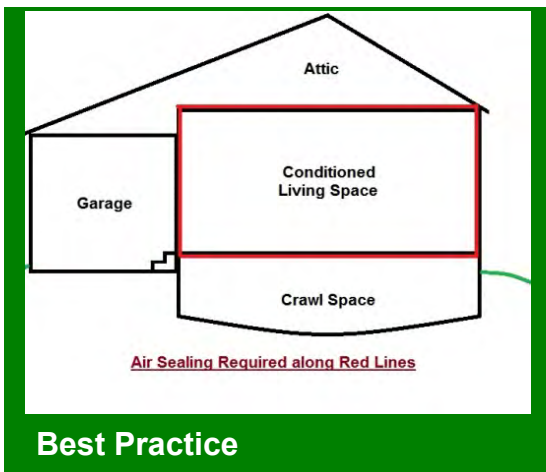 Attic
Conditioned
Living Space
Garage
Crawl Space
Air Sealing Required along Red Lines
Best Practice